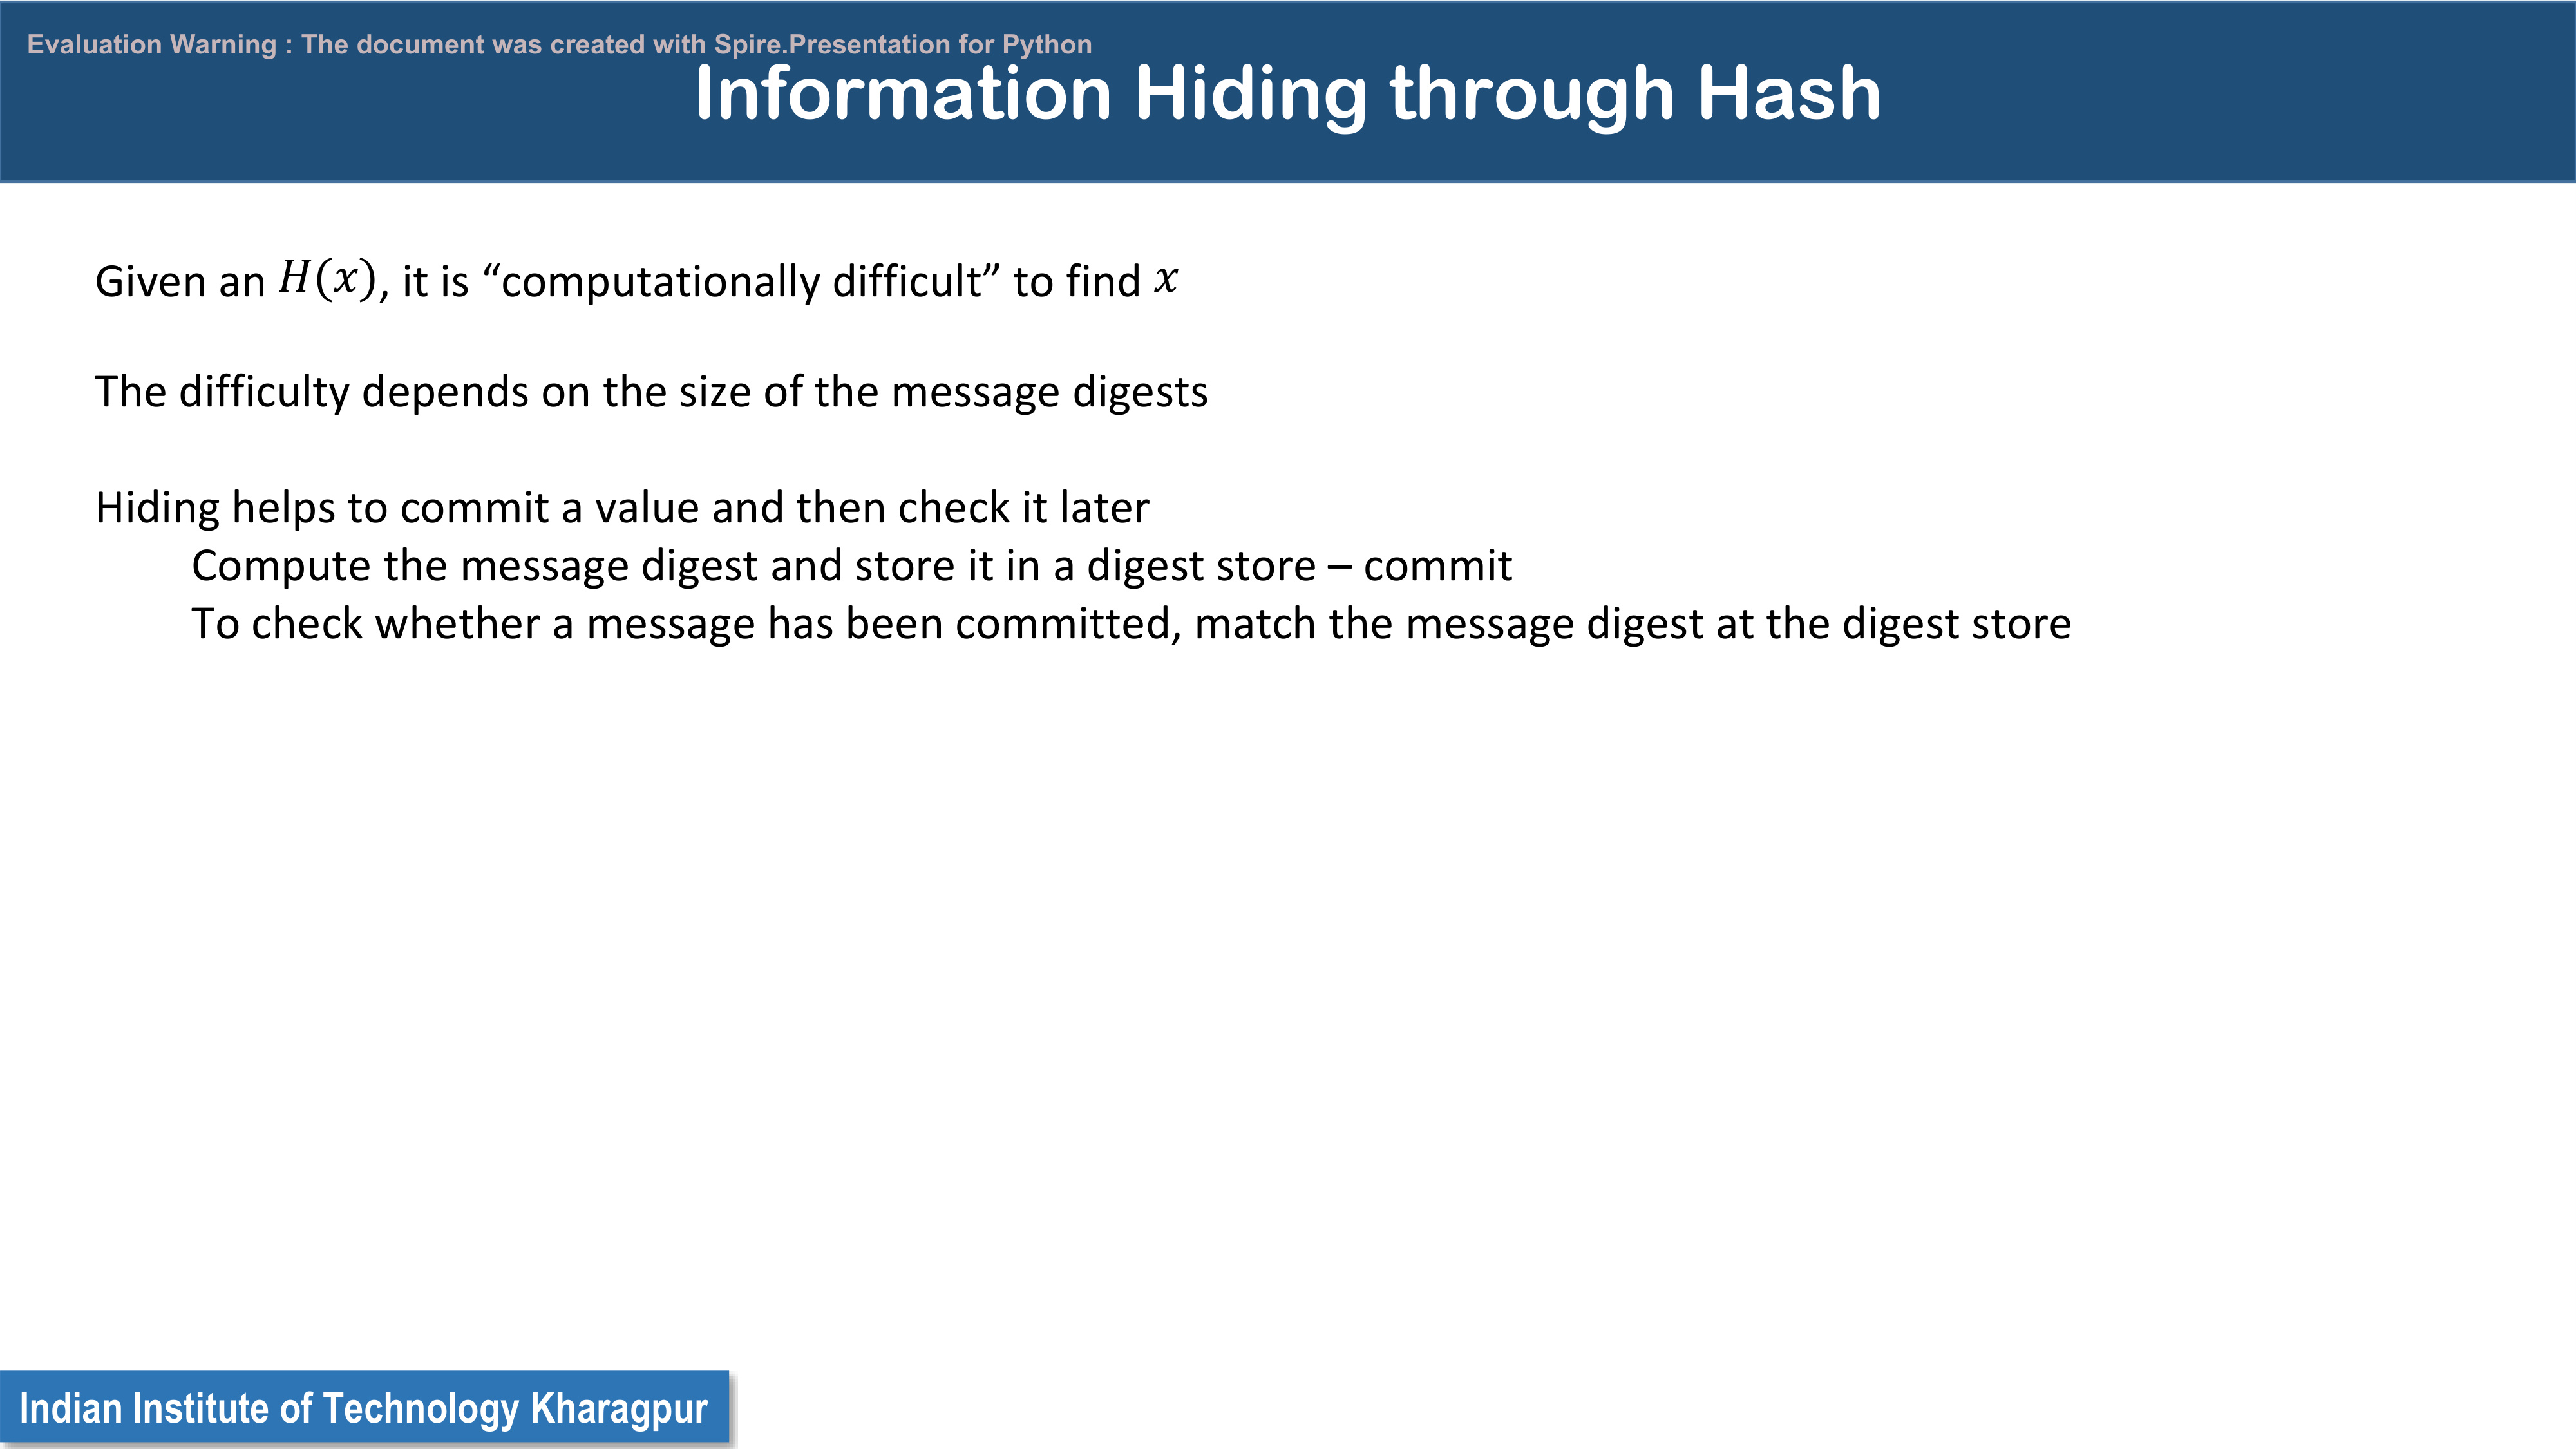 Evaluation Warning : The document was created with Spire.Presentation for Python
Information Hiding through Hash
Given an H(x), it is “computationally difficult” to find x
The difficulty depends on the size of the message digests
Hiding helps to commit a value and then check it later
Compute the message digest and store it in a digest store – commit
To check whether a message has been committed, match the message digest at the digest store
Indian Institute of Technology Kharagpur